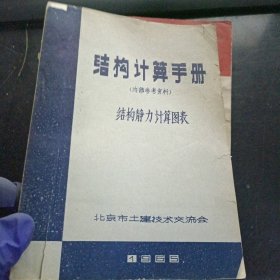 结构计算手册
(内部参考资料)
结构静力计算图表
北京市土建技术交流会